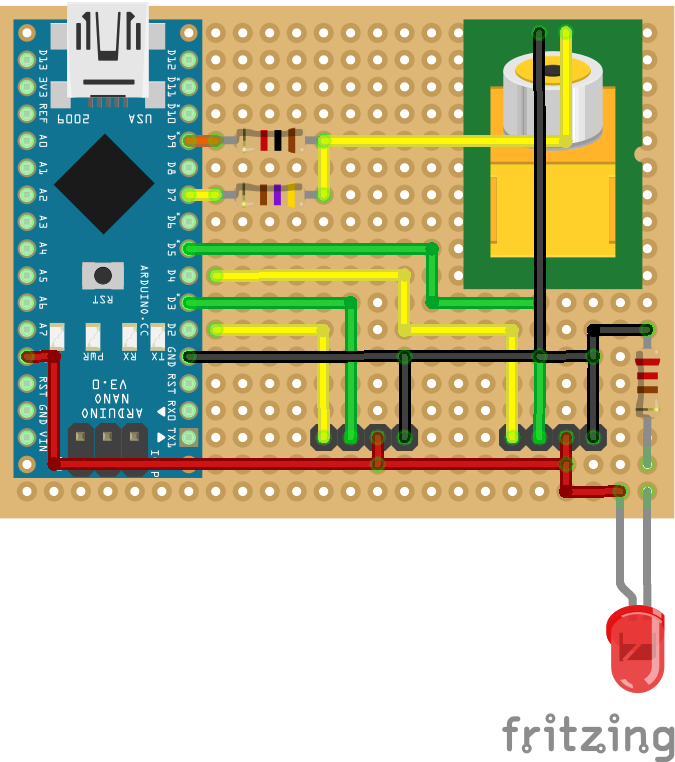 D13
3V3
REF
A0
A1
A2
A3
A4
A5
A6
A7
RST
GND
VIN
D12
D11
D10
D9
D8
D7
D6
D5
D4
D3
D2
GND
RST
RX0
TX1
USA
2009
ARDUINO.CC
RST
TX
RX
PWR
ARDUINO
NANO
V3.0
fritzing